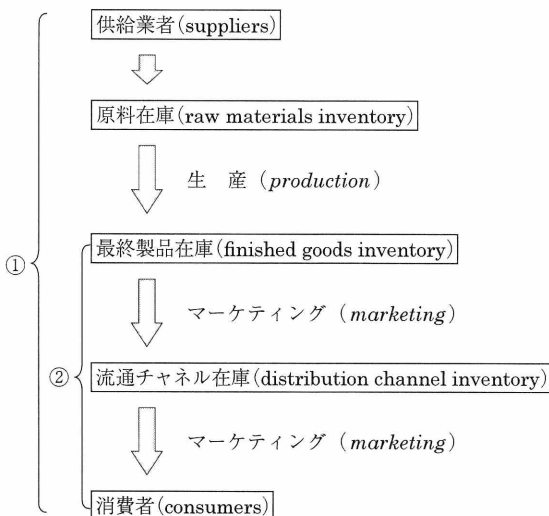 供給業者(suppliers)
原料在庫(raw materials inventory)
生 産 (production)
①
最終製品在庫(finished goods inventory)
マーケティング (marketing)
②
流通チャネル在庫(distribution channel inventory)
マーケティング (marketing)
消費者(consumers)